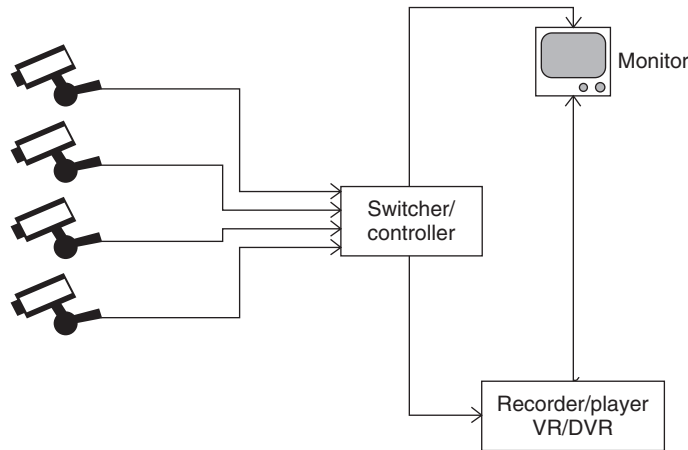 Monitor
Switcher/
controller
Recorder/player
VR/DVR